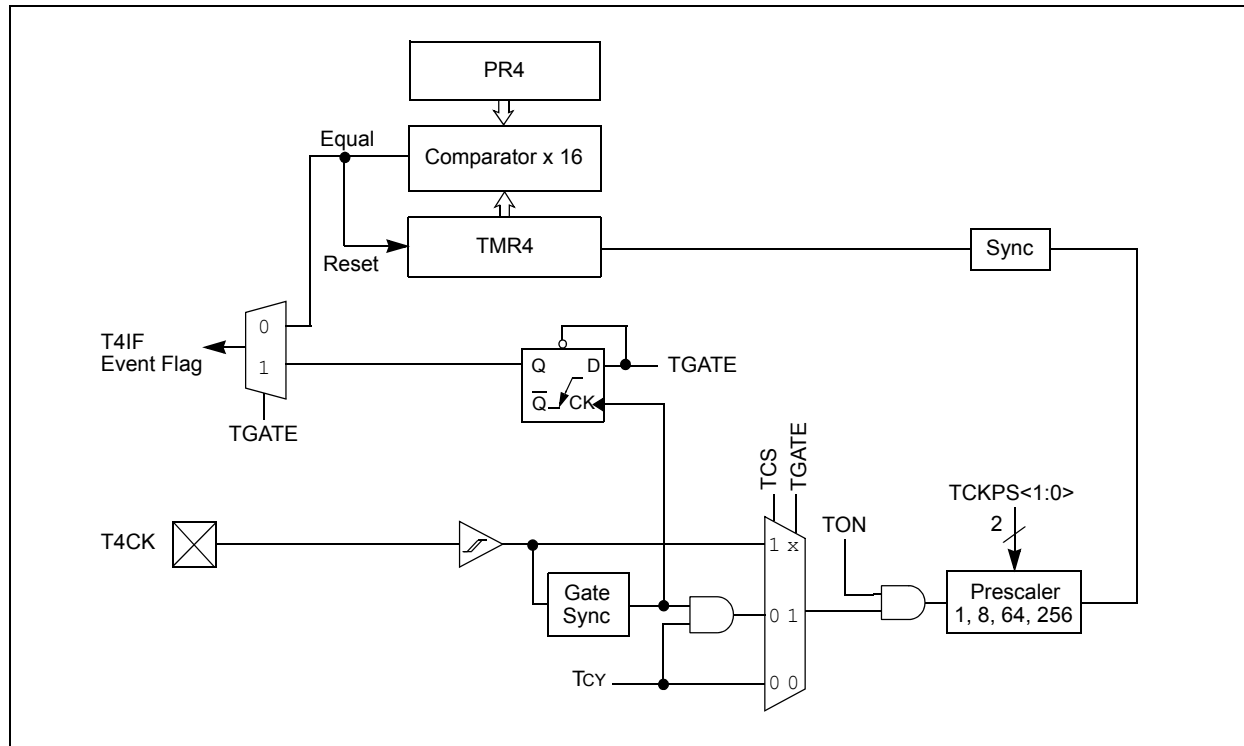 PR4
Equal
Comparator x 16
TMR4
Reset
Sync
0
T4IF
Event Flag
1
Q
D
TGATE
Q
CK
TGATE
TCS
TGATE
TCKPS<1:0>
2
TON
T4CK
1 x
Gate
Sync
0 1
Prescaler
1, 8, 64, 256
TCY
0 0